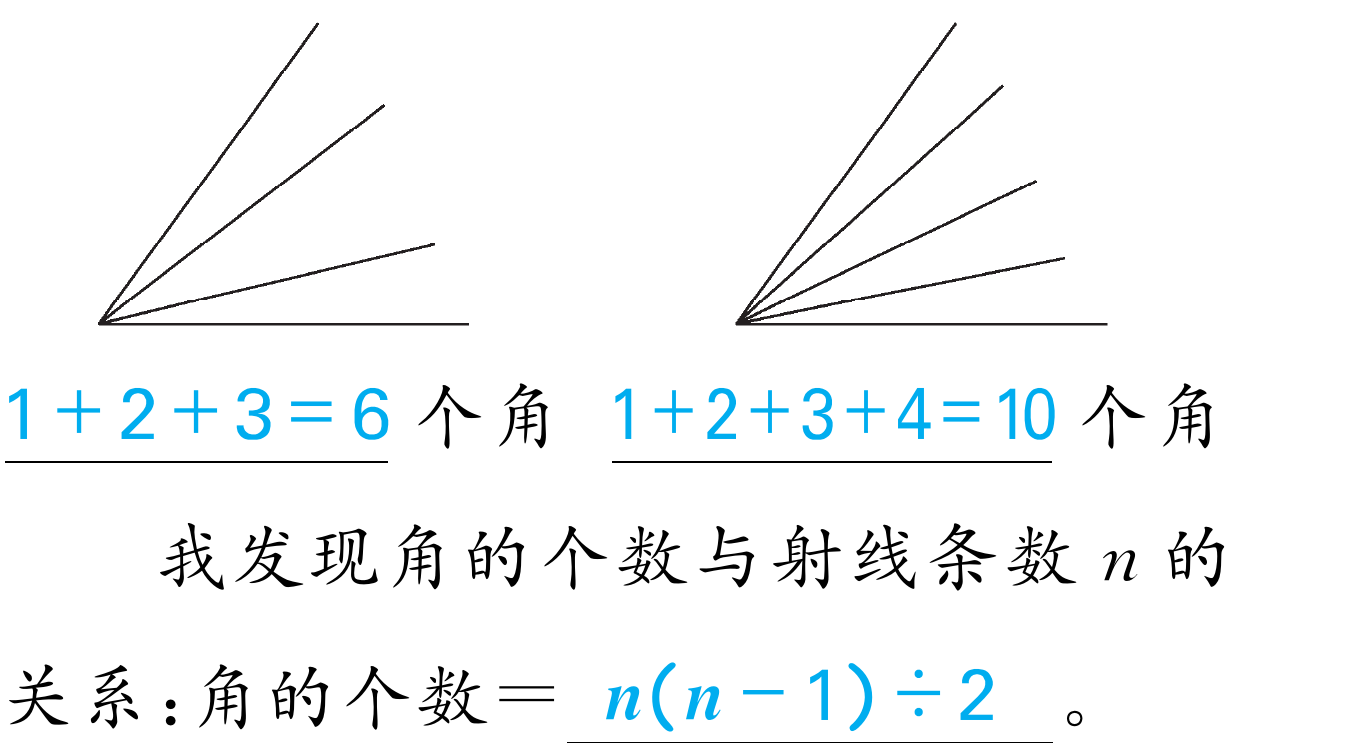 1+2+3=6 个角 1+2+3+4=10 个角
我发现角的个数与射线条数 n 的
关系:角的个数= n(n-1)÷2 。